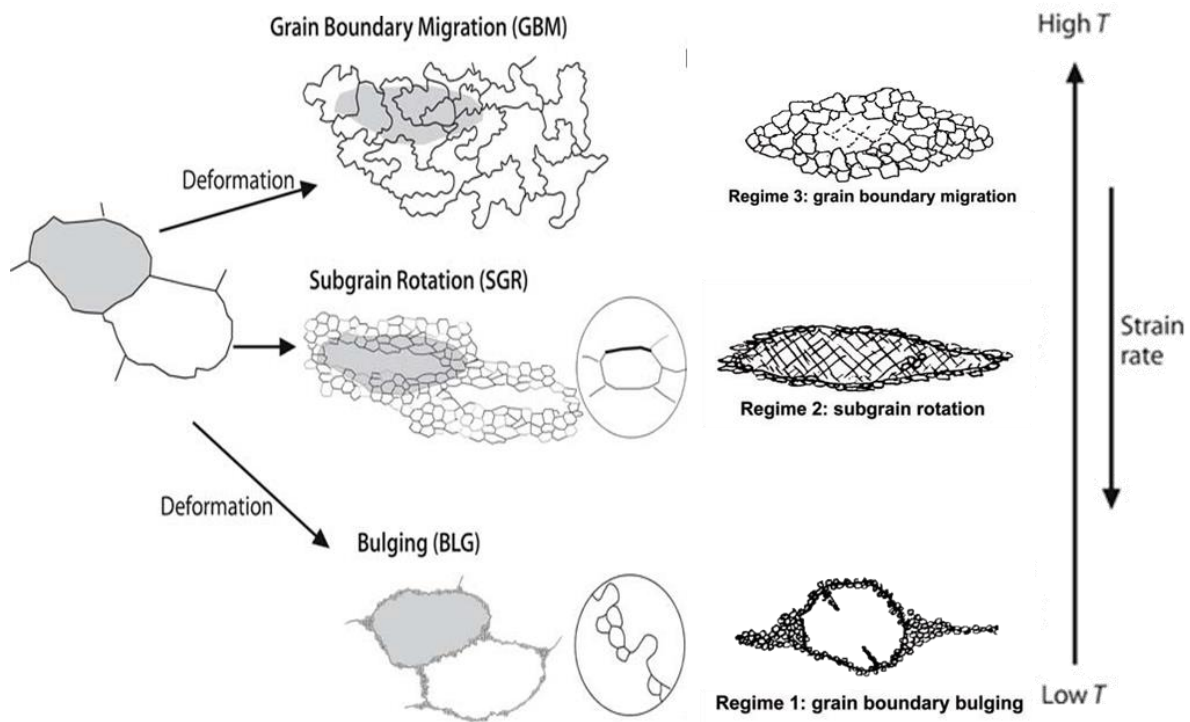 Grain Boundary Migration (GBM)
High T
Deformation
Regime 3: grain boundary migration
Subgrain Rotation (SGR)
Strain
rate
Regime 2: subgrain rotation
Deformation
Bulging (BLG)
Regime 1: grain boundary bulging
Low T